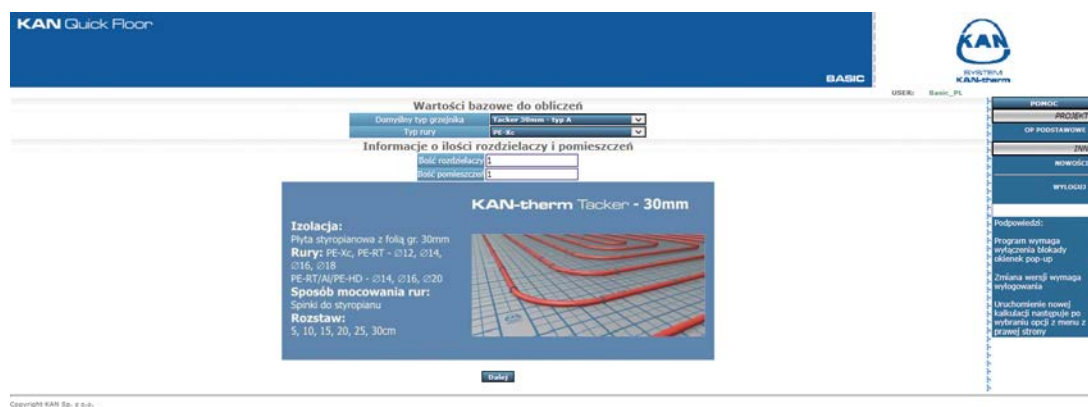 KAN Quick Floor
BASIC
KAN
SYSTEM
KAN-therm
USER: Basic_PL
Wartości bazowe do obliczeń
Domyślny typ grzejnika Tacker 30mm - typ A
Typ rury PE-Xc
Informacje o ilości rozdzielaczy i pomieszczeń
Ilość rozdzielaczy 1
Ilość pomieszczeń 1
KAN-therm Tacker - 30mm
Izolacja:
Płyta styropianowa z folią gr. 30mm
Rury: PE-Xc, PE-RT - ∅12, ∅14,
∅16, ∅18
PE-RT/Al/PE-HD - ∅14, ∅16, ∅20
Sposób mocowania rur:
Spinki do styropianu
Rozstaw:
5, 10, 15, 20, 25, 30cm
Dalej
POMOC
PROJEKT
OP PODSTAWOWE
INN
NOWOŚCI
WYLOGUJ
Podpowiedzi:
Program wymaga
wyłączenia blokady
okienek pop-up
Zmiana wersji wymaga
wylogowania
Uruchomienie nowej
kalkulacji następuje po
wybraniu opcji z menu z
prawej strony
Copyright KAN Sp. z o.o.